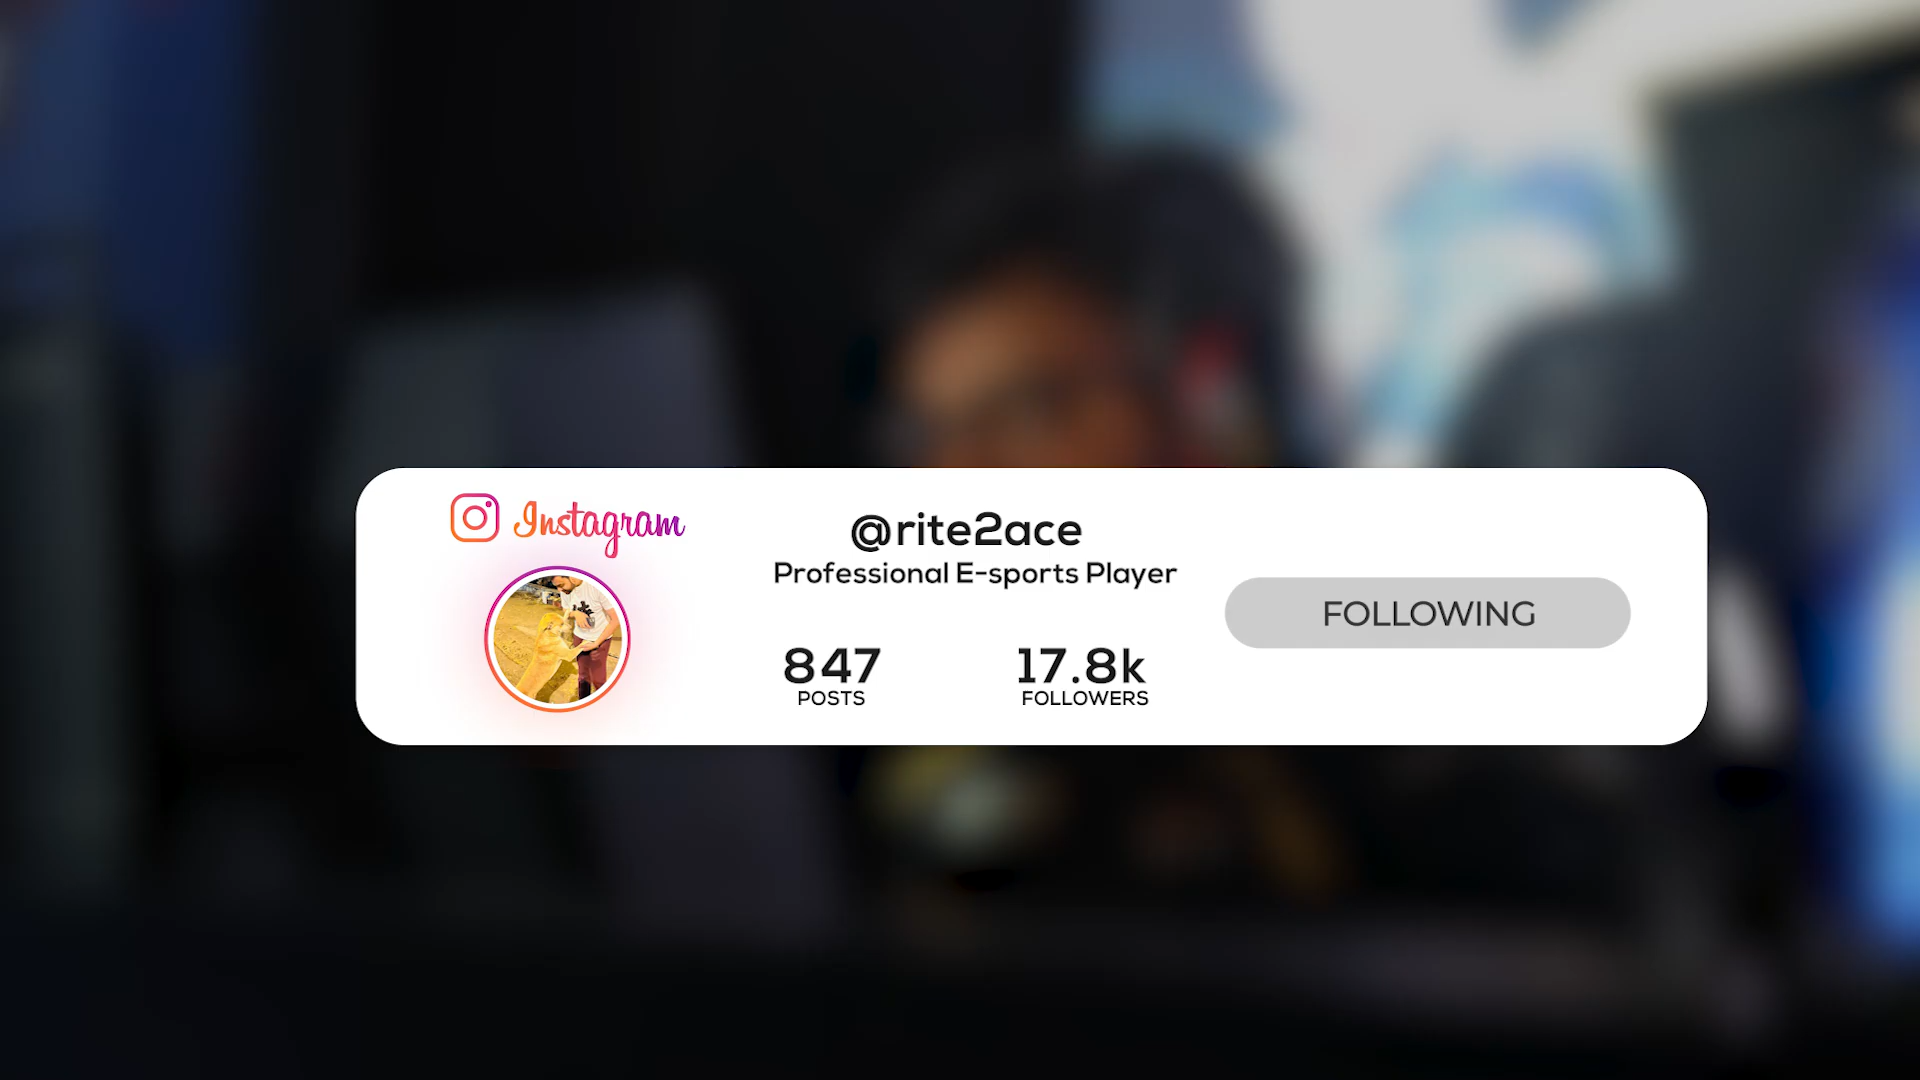 Instagram
@rite2ace
Professional E-sports Player
847
POSTS
17.8k
FOLLOWERS
FOLLOWING